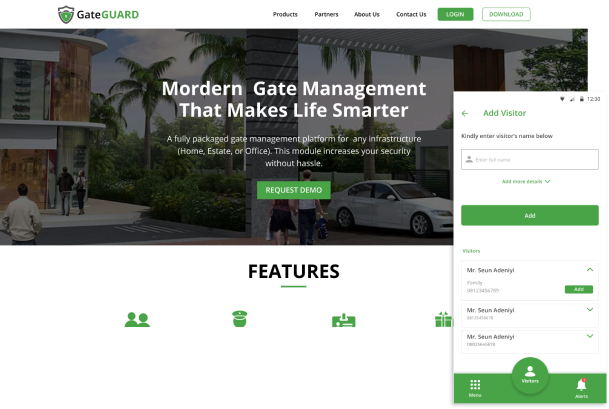 GateGUARD
Products Partners About Us Contact Us LOGIN DOWNLOAD
Mordern Gate Management
That Makes Life Smarter
A fully packaged gate management platform for any infrastructure
(Home, Estate, or Office). This module increases your security
without hassle.
REQUEST DEMO
FEATURES
12:30
Add Visitor
Kindly enter visitor's name below
Enter full name
Add more details
Add
Visitors
Mr. Seun Adeniyi
Family
08123456789
Add
Mr. Seun Adeniyi
Mr. Seun Adeniyi
Menu
Visitors
Alerts